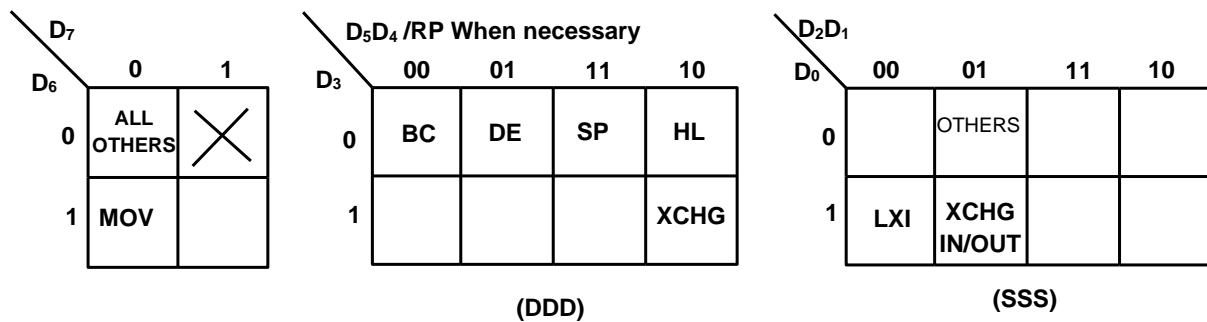 D₇
D₆
0 1
0 ALL OTHERS
1 MOV
D₅D₄ /RP When necessary
D₃
00 01 11 10
0 BC DE SP HL
1 XCHG
(DDD)
D₂D₁
D₀
00 01 11 10
0 OTHERS
1 LXI XCHG IN/OUT
(SSS)